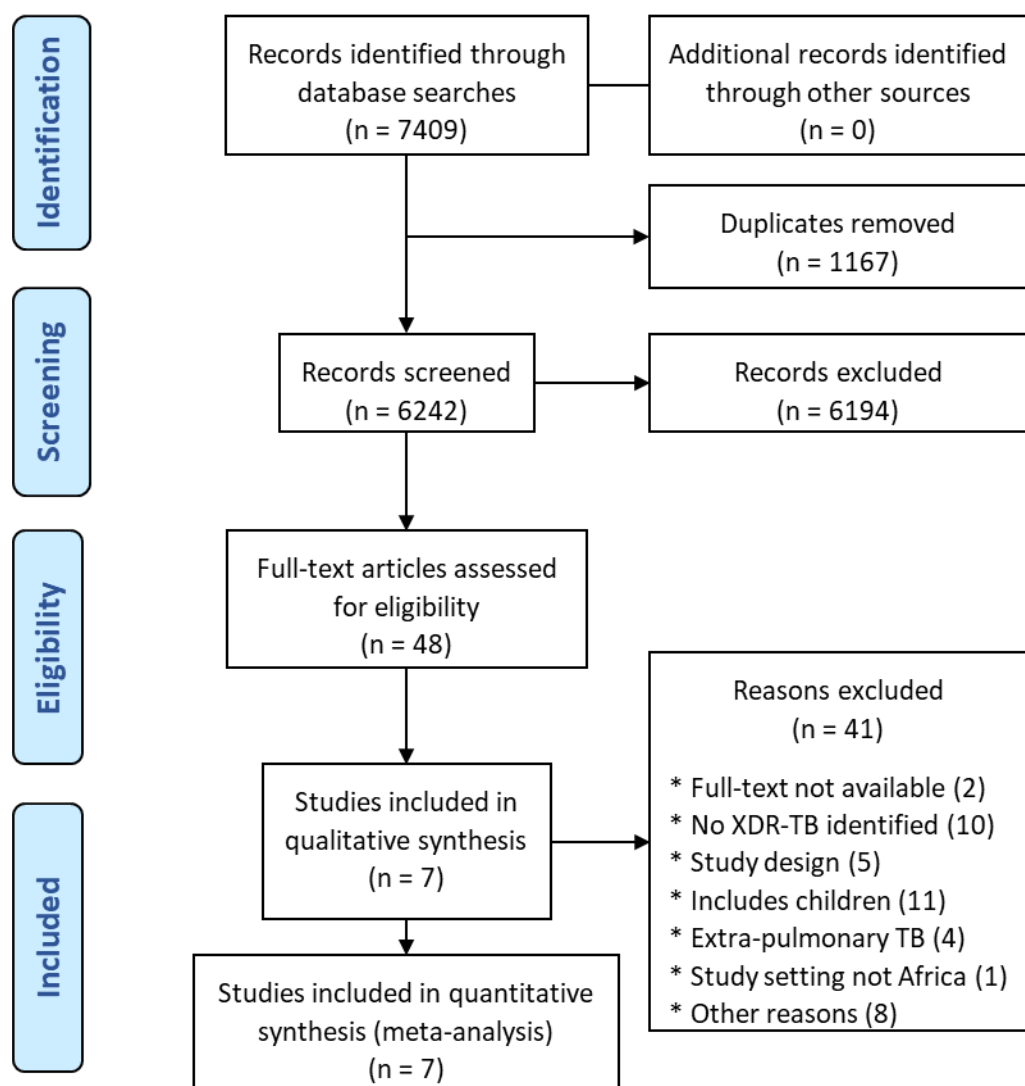 Identification
Records identified through
database searches
(n = 7409)
Additional records identified
through other sources
(n = 0)
Duplicates removed
(n = 1167)
Screening
Records screened
(n = 6242)
Records excluded
(n = 6194)
Eligibility
Full-text articles assessed
for eligibility
(n = 48)
Reasons excluded
(n = 41)
* Full-text not available (2)
* No XDR-TB identified (10)
* Study design (5)
* Includes children (11)
* Extra-pulmonary TB (4)
* Study setting not Africa (1)
* Other reasons (8)
Included
Studies included in
qualitative synthesis
(n = 7)
Studies included in quantitative
synthesis (meta-analysis)
(n = 7)